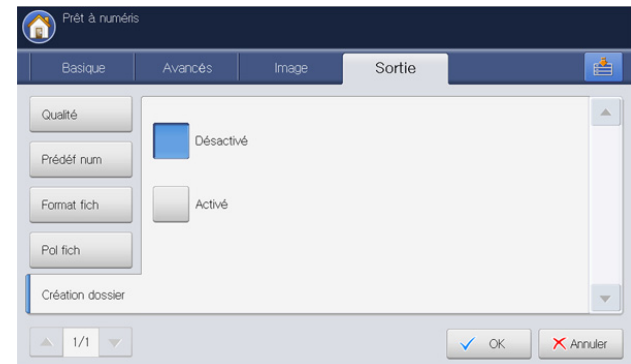 Prêt à numéris
Basique
Avancés
Image
Sortie
Qualité
Prédéf num
Format fich
Pol fich
Création dossier
Désactivé
Activé
1/1
OK
Annuler